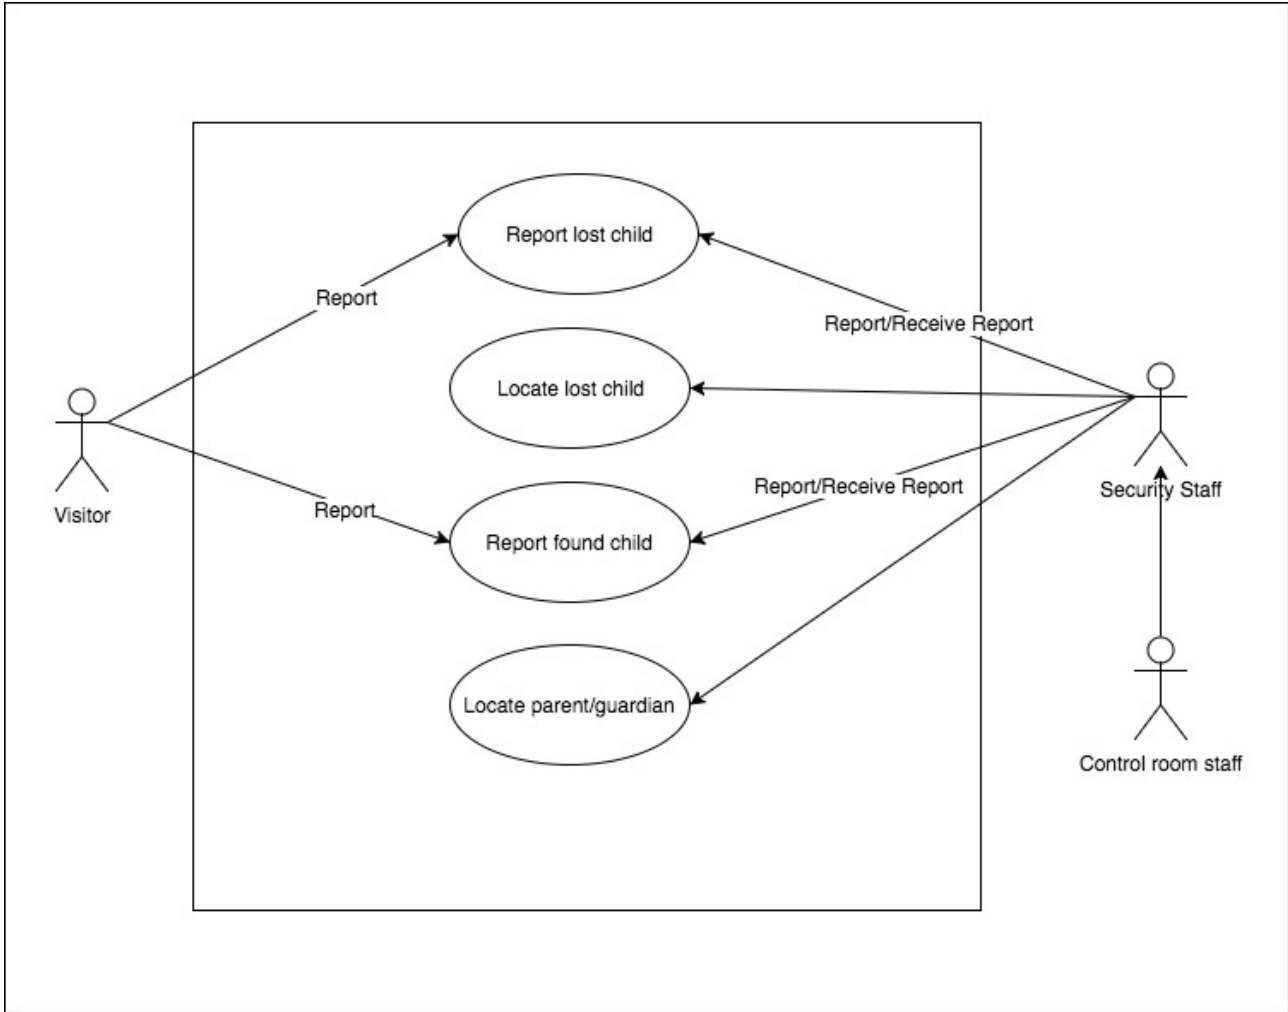 Report lost child
Report
Report/Receive Report
Locate lost child
Report/Receive Report
Security Staff
Report
Visitor
Report found child
Locate parent/guardian
Control room staff